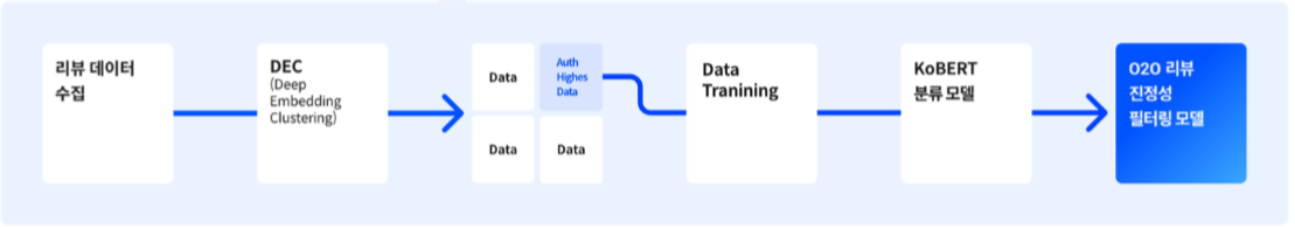 리뷰 데이터
수집
DEC
(Deep
Embedding
Clustering)
Data
Auth
Highes
Data
Data
Data
Data
Tranining
KoBERT
분류 모델
O2O 리뷰
진정성
필터링 모델